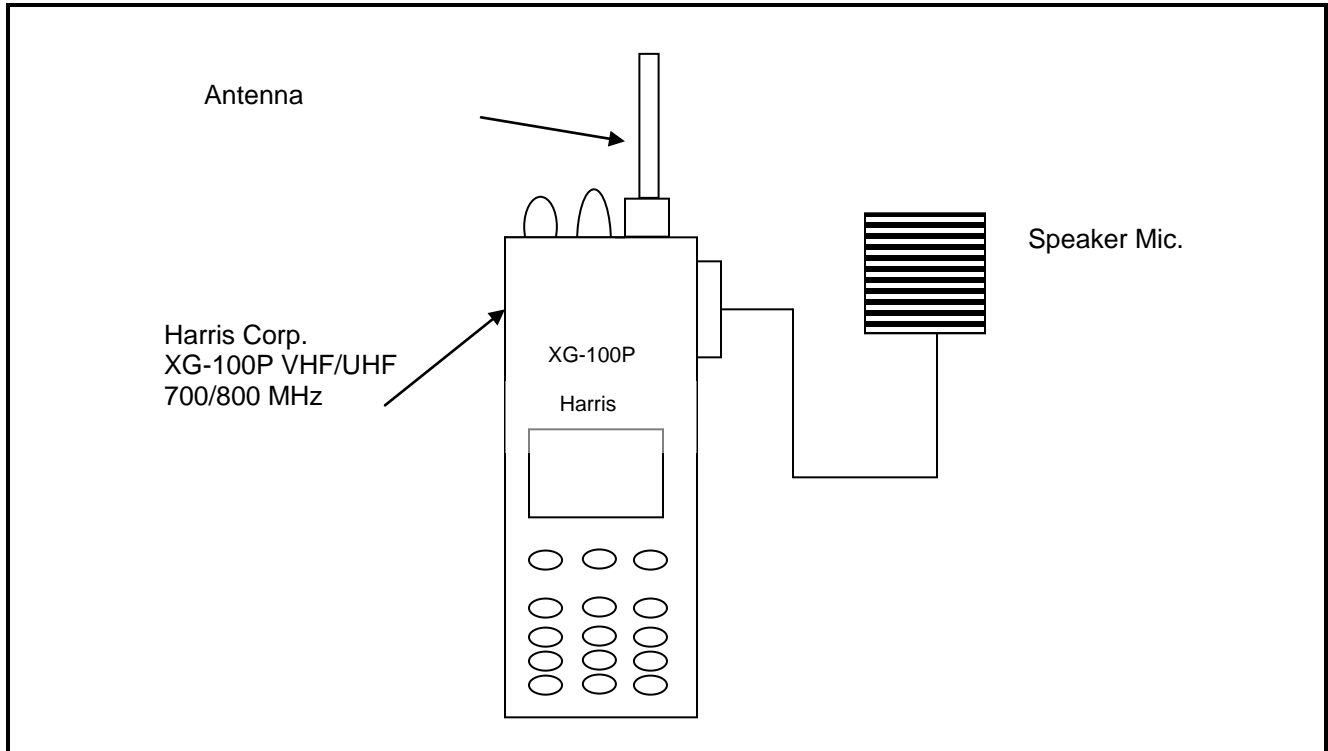 Antenna
Speaker Mic.
Harris Corp.
XG-100P VHF/UHF
700/800 MHz
XG-100P
Harris